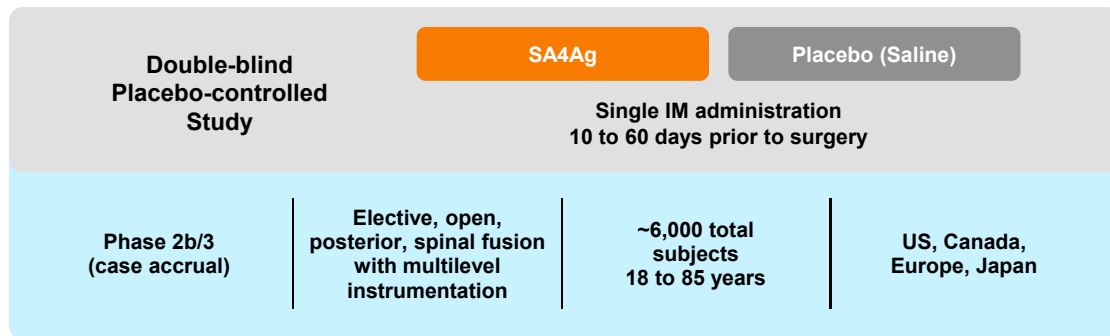 Double-blind
Placebo-controlled
Study
SA4Ag
Placebo (Saline)
Single IM administration
10 to 60 days prior to surgery
Phase 2b/3
(case accrual)
Elective, open,
posterior, spinal fusion
with multilevel
instrumentation
~6,000 total
subjects
18 to 85 years
US, Canada,
Europe, Japan